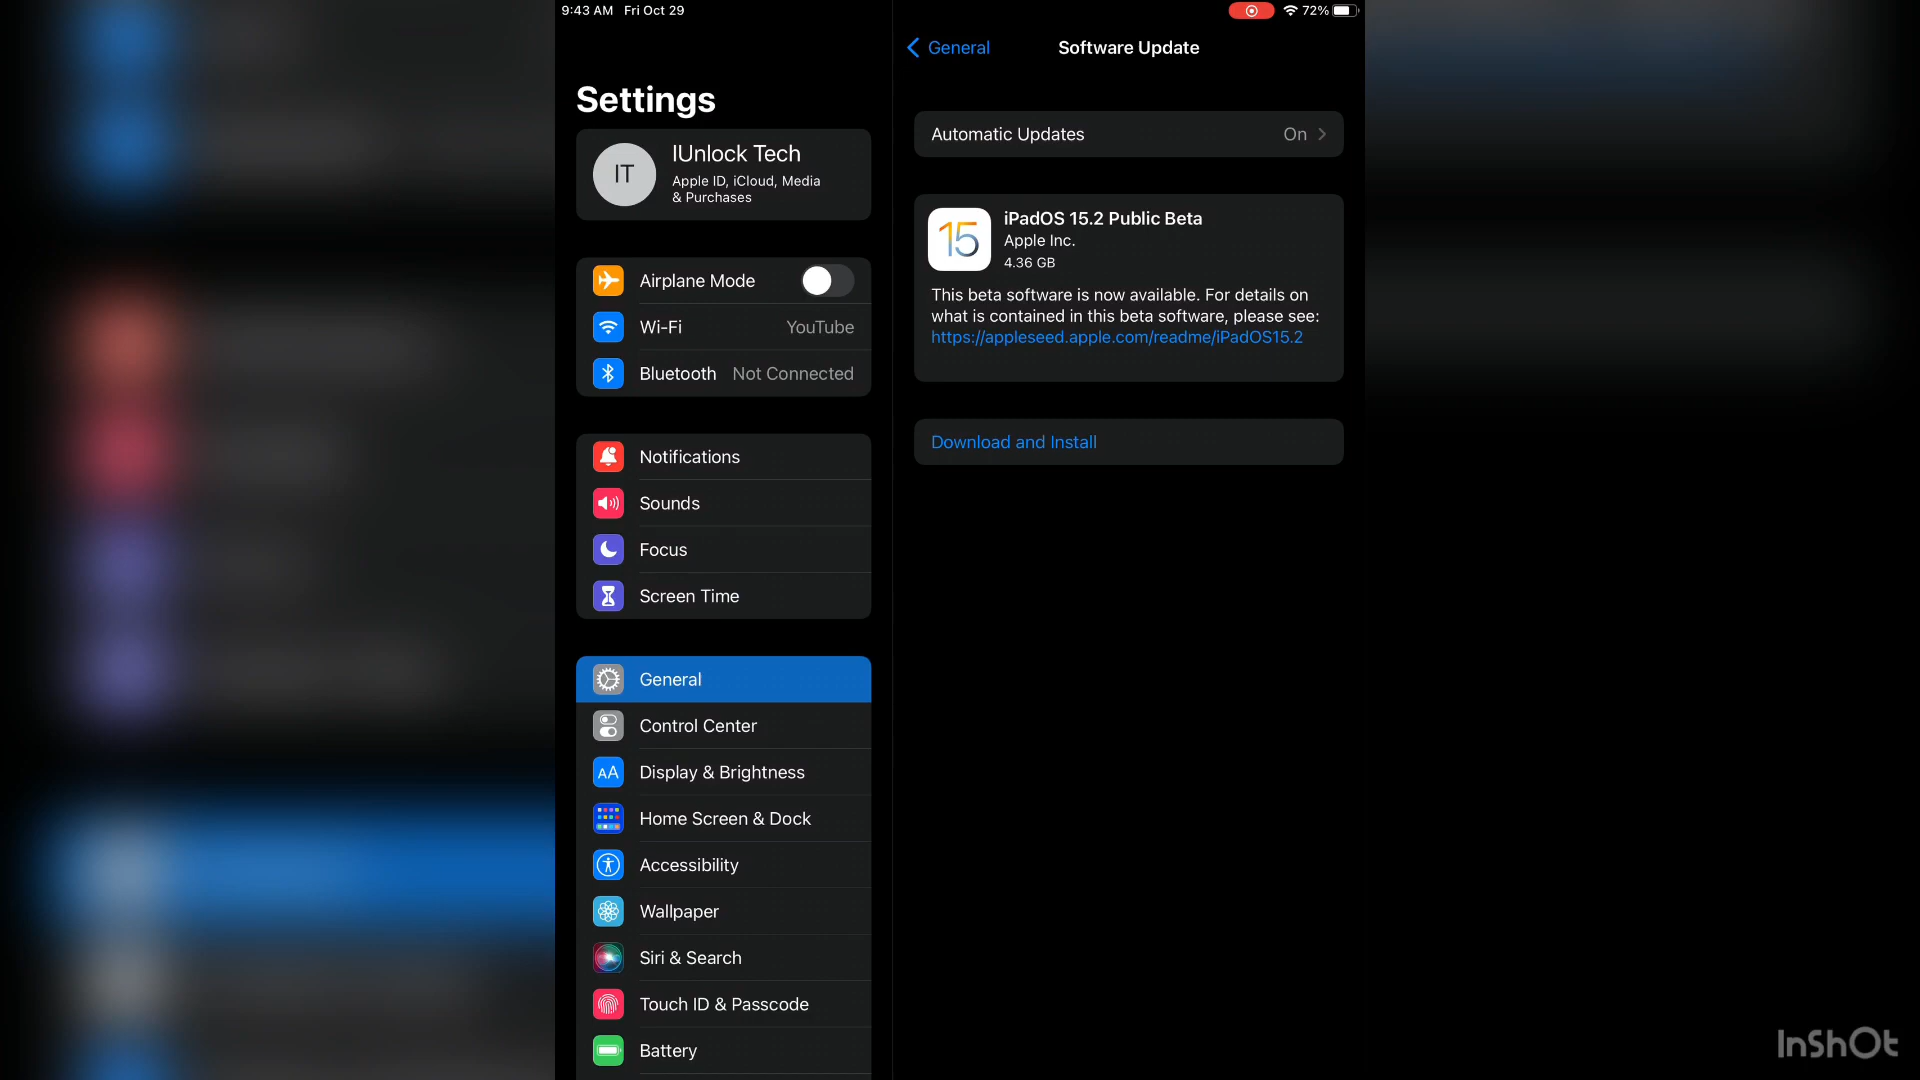 9:43 AM Fri Oct 29
72%
Settings
IT
IUnlock Tech
Apple ID, iCloud, Media
& Purchases
Airplane Mode
Wi-Fi YouTube
Bluetooth Not Connected
Notifications
Sounds
Focus
Screen Time
General
Control Center
AA
Display & Brightness
Home Screen & Dock
Accessibility
Wallpaper
Siri & Search
Touch ID & Passcode
Battery
General
Software Update
Automatic Updates On
15
iPadOS 15.2 Public Beta
Apple Inc.
4.36 GB
This beta software is now available. For details on
what is contained in this beta software, please see:
https://appleseed.apple.com/readme/iPadOS15.2
Download and Install
InShOt